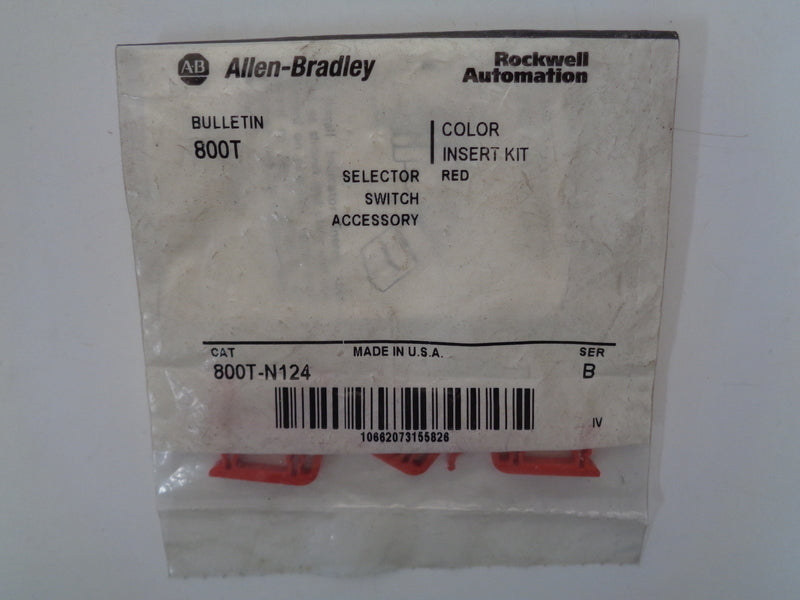 AB Allen-Bradley
Rockwell
Automation
BULLETIN
800T
COLOR
INSERT KIT
RED
SELECTOR
SWITCH
ACCESSORY
CAT
MADE IN U.S.A.
SER
800T-N124
B
IV
10662073155826